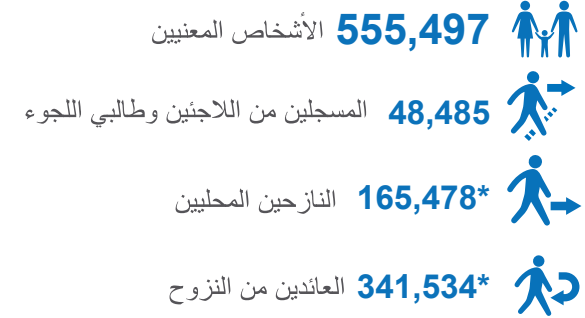 555,497 الأشخاص المعنيين
48,485 المسجلين من اللاجئين وطالبي اللجوء
165,478* النازحين المحليين
341,534* العائدين من النزوح